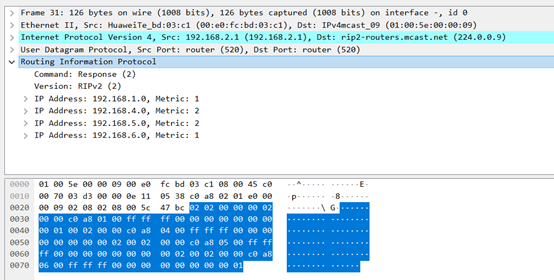 Frame 31: 126 bytes on wire (1008 bits), 126 bytes captured (1008 bits) on interface -, id 0
Ethernet II, Src: HuaweiTe_bd:03:c1 (00:e0:fc:bd:03:c1), Dst: IPv4mcast_09 (01:00:5e:00:00:09)
Internet Protocol Version 4, Src: 192.168.2.1 (192.168.2.1), Dst: rip2-routers.mcast.net (224.0.0.9)
User Datagram Protocol, Src Port: router (520), Dst Port: router (520)
Routing Information Protocol
Command: Response (2)
Version: RIPv2 (2)
IP Address: 192.168.1.0, Metric: 1
IP Address: 192.168.4.0, Metric: 2
IP Address: 192.168.5.0, Metric: 2
IP Address: 192.168.6.0, Metric: 1
0000 01 00 5e 00 00 09 00 e0 fc bd 03 c1 08 00 45 c0 ··^····· ······E·
0010 00 70 03 d3 00 00 0e 11 05 38 c0 a8 02 01 e0 00 ·p······ ·8······
0020 00 09 02 08 02 08 00 5c 47 bc 02 02 00 00 00 02 ·······\ G·······
0030 00 00 c0 a8 01 00 ff ff ff 00 00 00 00 00 00 00 ········ ········
0040 00 01 00 02 00 00 c0 a8 04 00 ff ff ff 00 00 00 ········ ········
0050 00 00 00 00 00 02 00 02 00 00 c0 a8 05 00 ff ff ········ ········
0060 ff 00 00 00 00 00 00 00 00 02 00 02 00 00 c0 a8 ········ ········
0070 06 00 ff ff ff 00 00 00 00 00 00 00 00 01 ········ ······